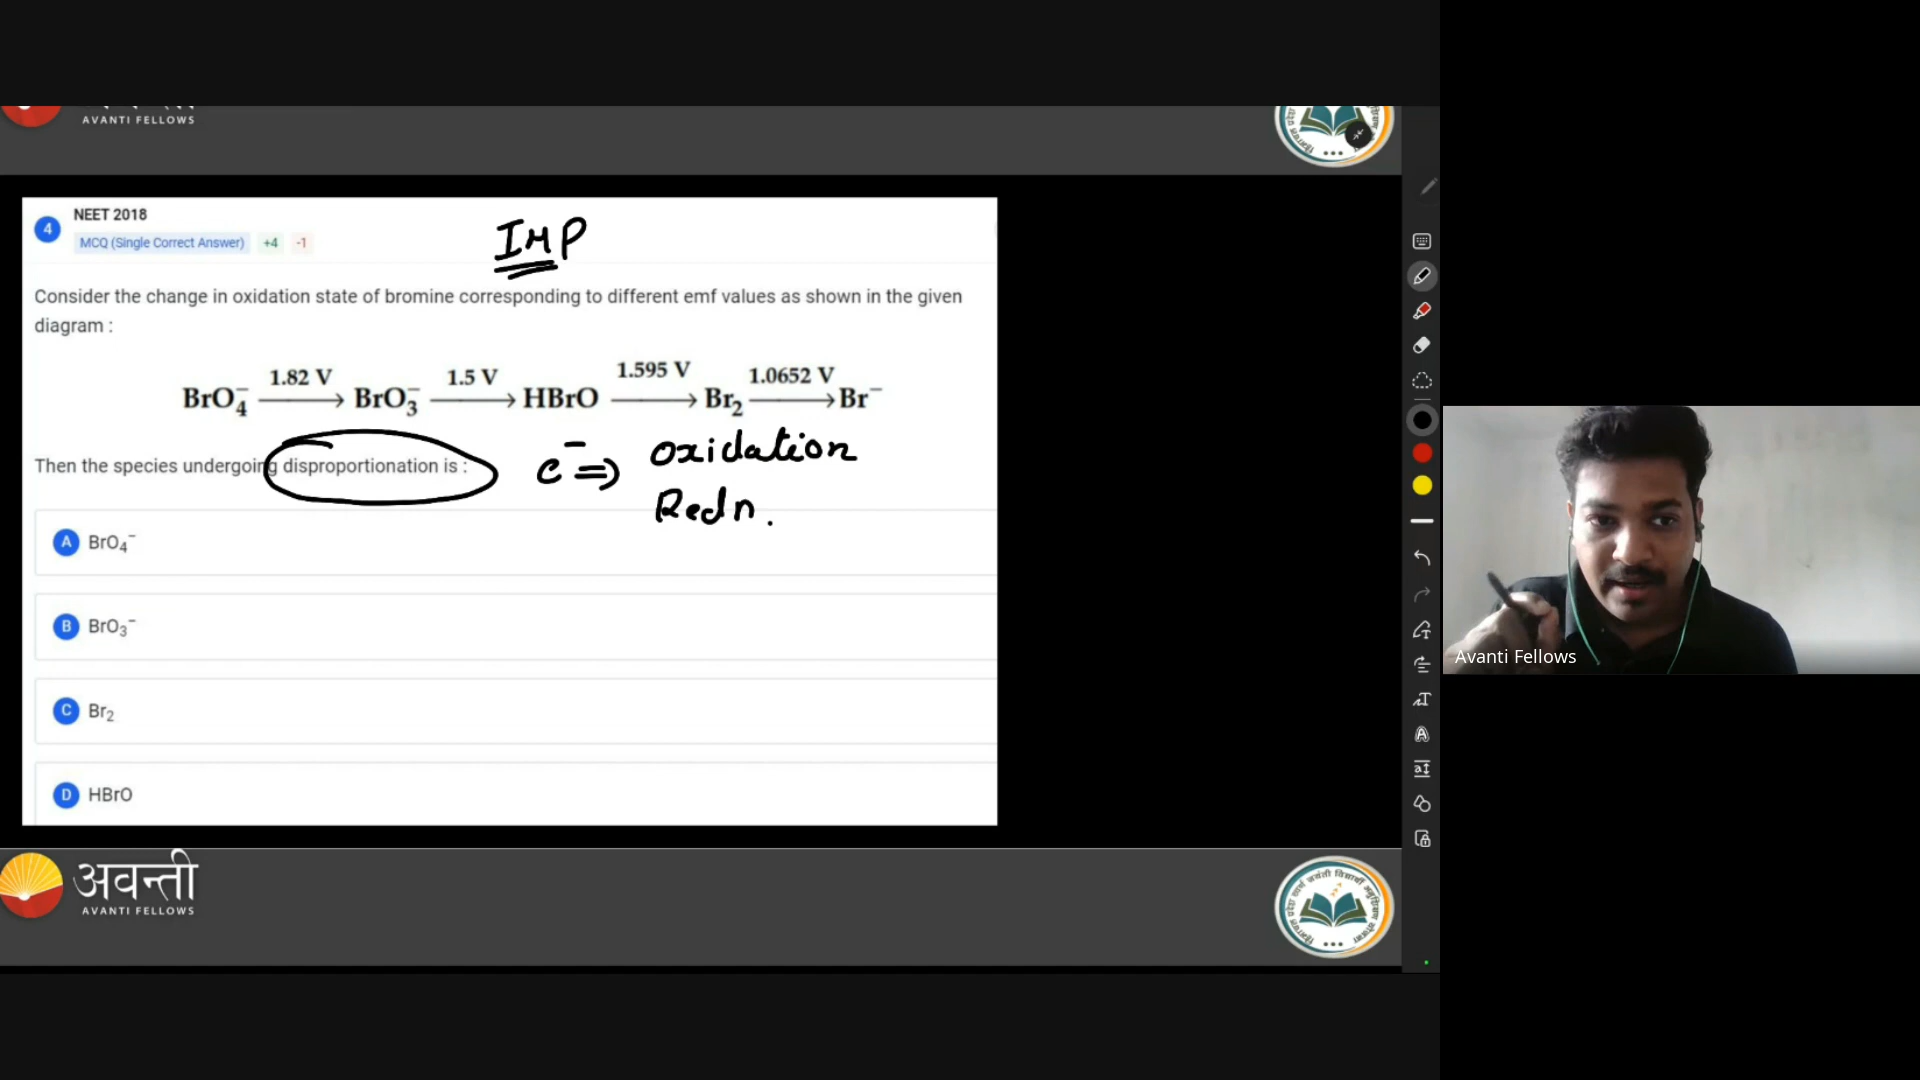 AVANTI FELLOWS
4
NEET 2018
MCQ (Single Correct Answer) +4 -1
IMP
Consider the change in oxidation state of bromine corresponding to different emf values as shown in the given
diagram :
BrO₄⁻ 1.82 V → BrO₃⁻ 1.5 V → HBrO 1.595 V → Br₂ 1.0652 V → Br⁻
Then the species undergoing disproportionation is :
e⁻ ⇒ oxidation
Redn.
A BrO₄⁻
B BrO₃⁻
C Br₂
D HBrO
Avanti Fellows
अवन्ती
AVANTI FELLOWS